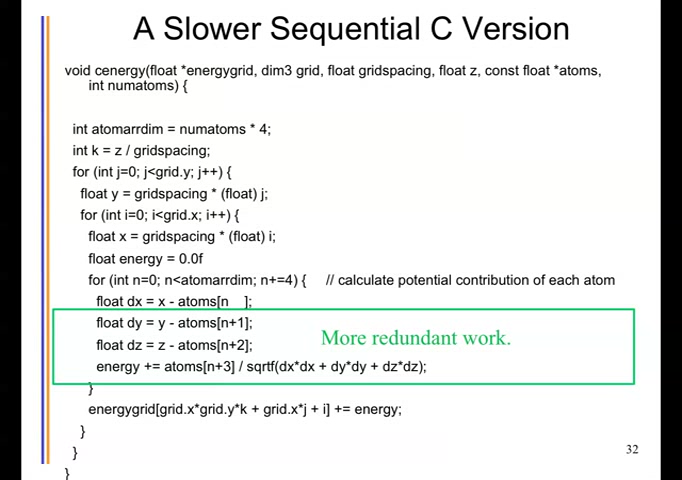 A Slower Sequential C Version
void cenergy(float *energygrid, dim3 grid, float gridspacing, float z, const float *atoms,
int numatoms) {
int atomarrdim = numatoms * 4;
int k = z / gridspacing;
for (int j=0; j<grid.y; j++) {
float y = gridspacing * (float) j;
for (int i=0; i<grid.x; i++) {
float x = gridspacing * (float) i;
float energy = 0.0f
for (int n=0; n<atomarrdim; n+=4) { // calculate potential contribution of each atom
float dx = x - atoms[n ];
float dy = y - atoms[n+1];
More redundant work.
float dz = z - atoms[n+2];
energy += atoms[n+3] / sqrtf(dx*dx + dy*dy + dz*dz);
}
energygrid[grid.x*grid.y*k + grid.x*j + i] += energy;
}
}
}
32